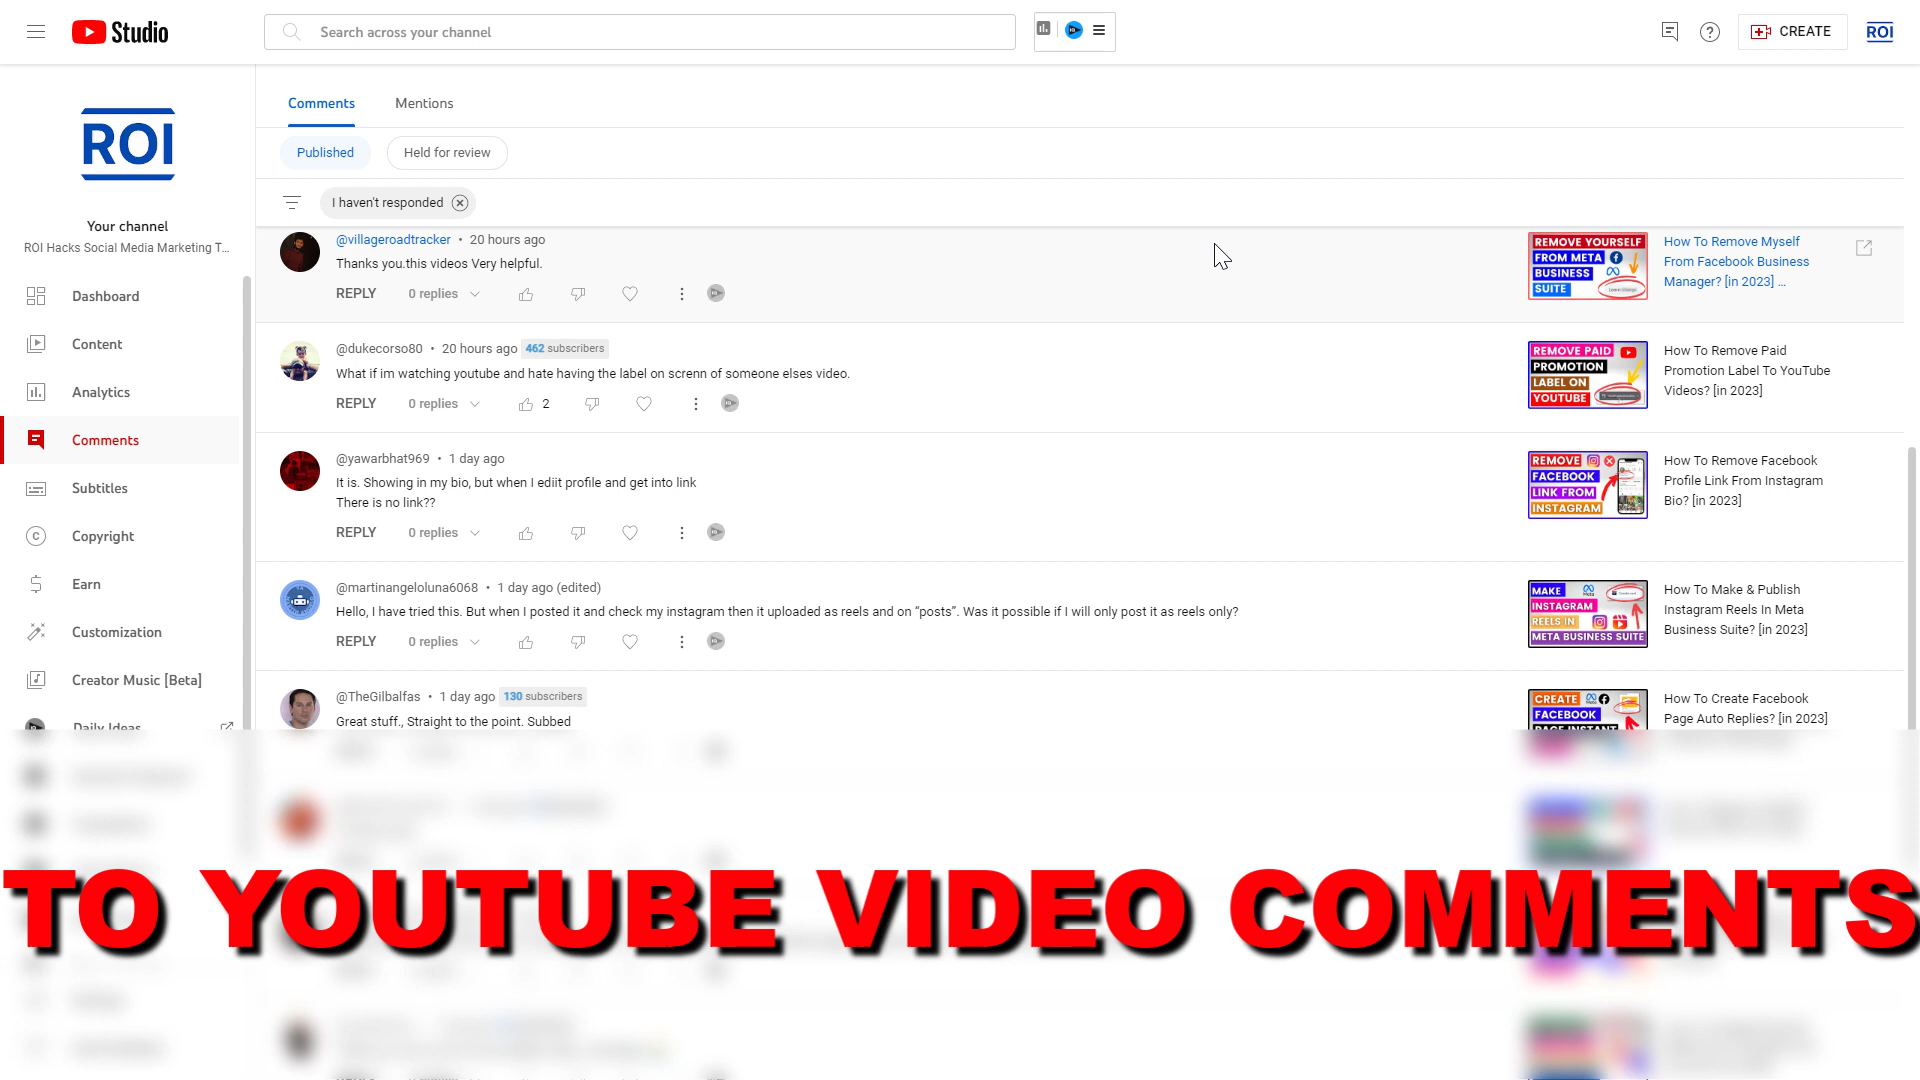 Studio
Search across your channel
CREATE
ROI
ROI
Your channel
ROI Hacks Social Media Marketing T...
Dashboard
Content
Analytics
Comments
Subtitles
Copyright
Earn
Customization
Creator Music [Beta]
Daily Ideas
Comments
Mentions
Published
Held for review
I haven't responded
@villageroadtracker • 20 hours ago
Thanks you.this videos Very helpful.
REPLY 0 replies
REMOVE YOURSELF
FROM META
BUSINESS
SUITE
How To Remove Myself
From Facebook Business
Manager? [in 2023] ...
@dukecorso80 • 20 hours ago 462 subscribers
What if im watching youtube and hate having the label on screnn of someone elses video.
REPLY 0 replies 2
REMOVE PAID
PROMOTION
LABEL ON
YOUTUBE
How To Remove Paid
Promotion Label To YouTube
Videos? [in 2023]
@yawarbhat969 • 1 day ago
It is. Showing in my bio, but when I ediit profile and get into link
There is no link??
REPLY 0 replies
REMOVE
FACEBOOK
LINK FROM
INSTAGRAM
How To Remove Facebook
Profile Link From Instagram
Bio? [in 2023]
@martinangeloluna6068 • 1 day ago (edited)
Hello, I have tried this. But when I posted it and check my instagram then it uploaded as reels and on “posts”. Was it possible if I will only post it as reels only?
REPLY 0 replies
MAKE
INSTAGRAM
REELS IN
META BUSINESS SUITE
How To Make & Publish
Instagram Reels In Meta
Business Suite? [in 2023]
@TheGilbalfas • 1 day ago 130 subscribers
Great stuff., Straight to the point. Subbed
CREATE
FACEBOOK
PAGE INSTANT
How To Create Facebook
Page Auto Replies? [in 2023]
TO YOUTUBE VIDEO COMMENTS